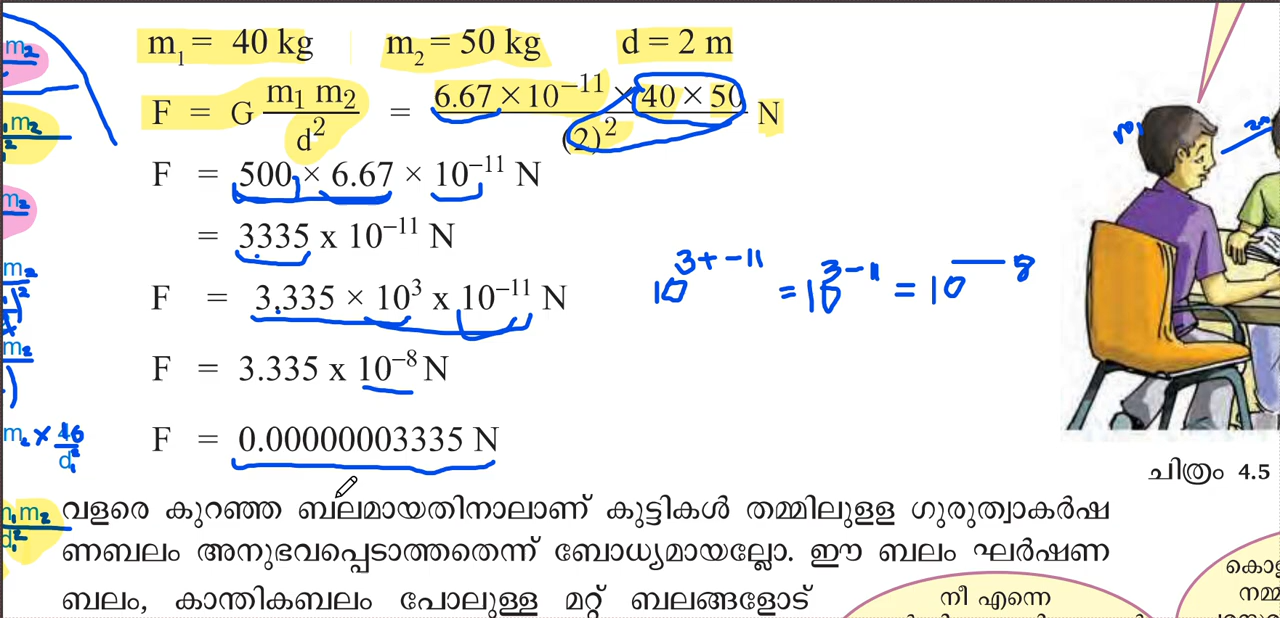 m₁ = 40 kg m₂ = 50 kg d = 2 m
F = G m₁ m₂ / d² = 6.67 × 10⁻¹¹ × 40 × 50 / (2)² N
F = 500 × 6.67 × 10⁻¹¹ N
= 3335 x 10⁻¹¹ N
F = 3.335 × 10³ x 10⁻¹¹ N
10³⁺⁻¹¹ = 10³⁻¹¹ = 10⁻⁸
F = 3.335 x 10⁻⁸ N
F = 0.00000003335 N
ചിത്രം 4.5
വളരെ കുറഞ്ഞ ബലമായതിനാലാണ് കുട്ടികൾ തമ്മിലുള്ള ഗുരുത്വാകർഷ
ണബലം അനുഭവപ്പെടാത്തതെന്ന് ബോധ്യമായല്ലോ. ഈ ബലം ഘർഷണ
ബലം, കാന്തികബലം പോലുള്ള മറ്റ് ബലങ്ങളോട്
നീ എന്നെ